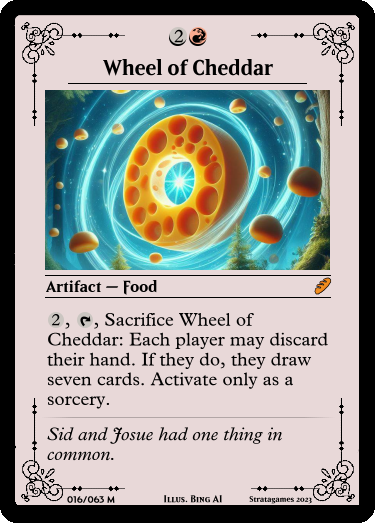 2
Wheel of Cheddar
Artifact — Food
2, , Sacrifice Wheel of
Cheddar: Each player may discard
their hand. If they do, they draw
seven cards. Activate only as a
sorcery.
Sid and Josue had one thing in
common.
016/063 M Illus. Bing AI Stratagames 2023